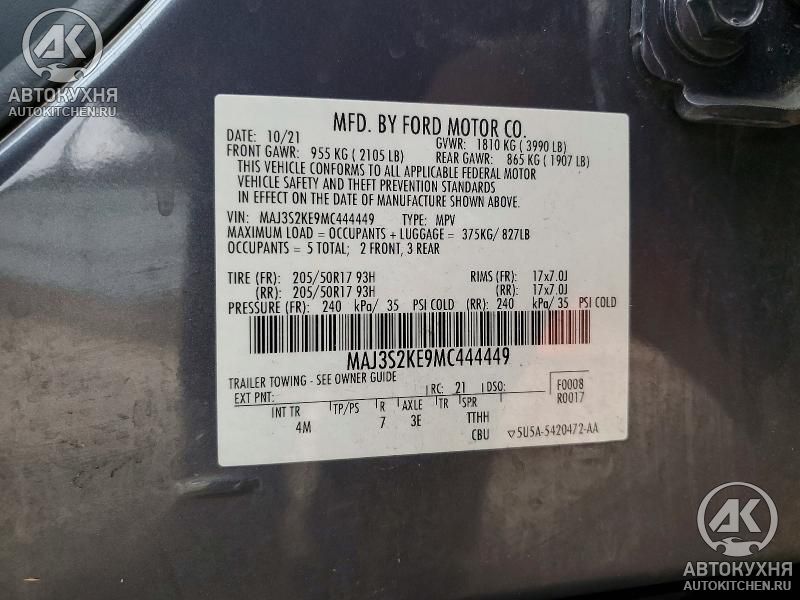 АК
АВТОКУХНЯ
AUTOKITCHEN.RU
MFD. BY FORD MOTOR CO.
DATE: 10/21 GVWR: 1810 KG ( 3990 LB)
FRONT GAWR: 955 KG ( 2105 LB) REAR GAWR: 865 KG ( 1907 LB)
THIS VEHICLE CONFORMS TO ALL APPLICABLE FEDERAL MOTOR
VEHICLE SAFETY AND THEFT PREVENTION STANDARDS
IN EFFECT ON THE DATE OF MANUFACTURE SHOWN ABOVE.
VIN: MAJ3S2KE9MC444449 TYPE: MPV
MAXIMUM LOAD = OCCUPANTS + LUGGAGE = 375KG/ 827LB
OCCUPANTS = 5 TOTAL; 2 FRONT, 3 REAR
TIRE (FR): 205/50R17 93H RIMS (FR): 17x7.0J
(RR): 205/50R17 93H (RR): 17x7.0J
PRESSURE (FR): 240 kPa/ 35 PSI COLD (RR): 240 kPa/ 35 PSI COLD
MAJ3S2KE9MC444449
TRAILER TOWING - SEE OWNER GUIDE
EXT PNT: RC: 21 DSO: F0008
R0017
INT TR TP/PS R AXLE TR SPR
4M 7 3E TTHH
CBU ▽5U5A-5420472-AA
АК
АВТОКУХНЯ
AUTOKITCHEN.RU